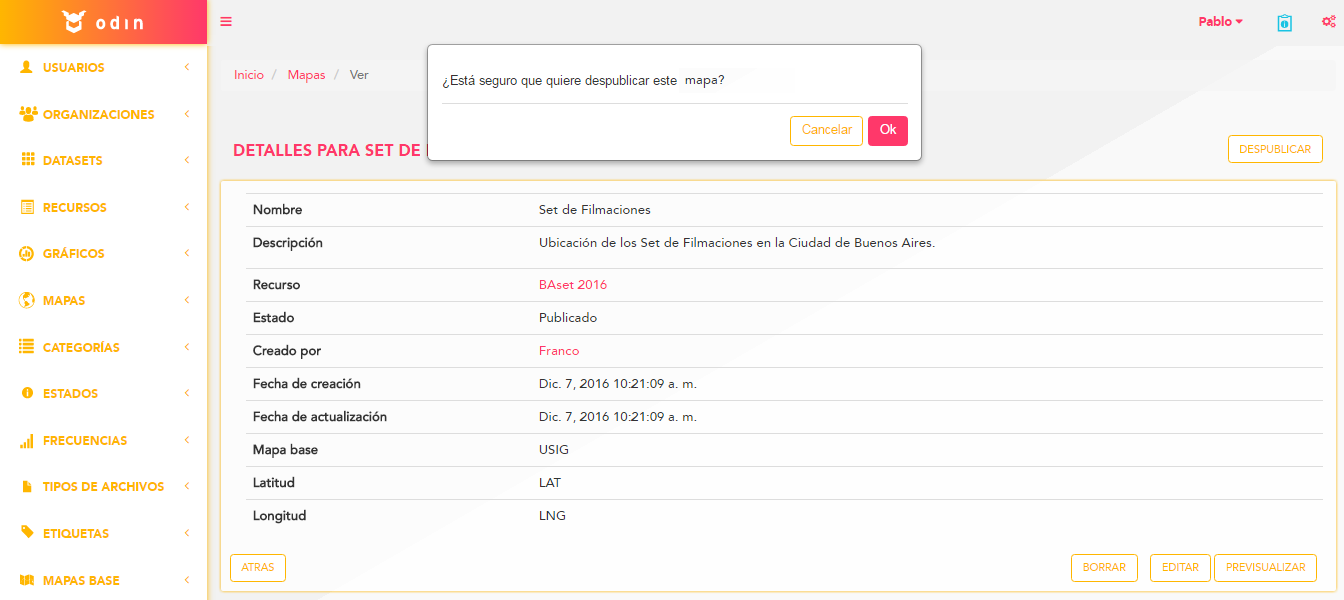 odin
Pablo
USUARIOS
ORGANIZACIONES
DATASETS
RECURSOS
GRÁFICOS
MAPAS
CATEGORÍAS
ESTADOS
FRECUENCIAS
TIPOS DE ARCHIVOS
ETIQUETAS
MAPAS BASE
Inicio / Mapas / Ver
¿Está seguro que quiere despublicar este mapa?
Cancelar Ok
DETALLES PARA SET DE
DESPUBLICAR
Nombre Set de Filmaciones
Descripción Ubicación de los Set de Filmaciones en la Ciudad de Buenos Aires.
Recurso BAset 2016
Estado Publicado
Creado por Franco
Fecha de creación Dic. 7, 2016 10:21:09 a. m.
Fecha de actualización Dic. 7, 2016 10:21:09 a. m.
Mapa base USIG
Latitud LAT
Longitud LNG
ATRAS BORRAR EDITAR PREVISUALIZAR